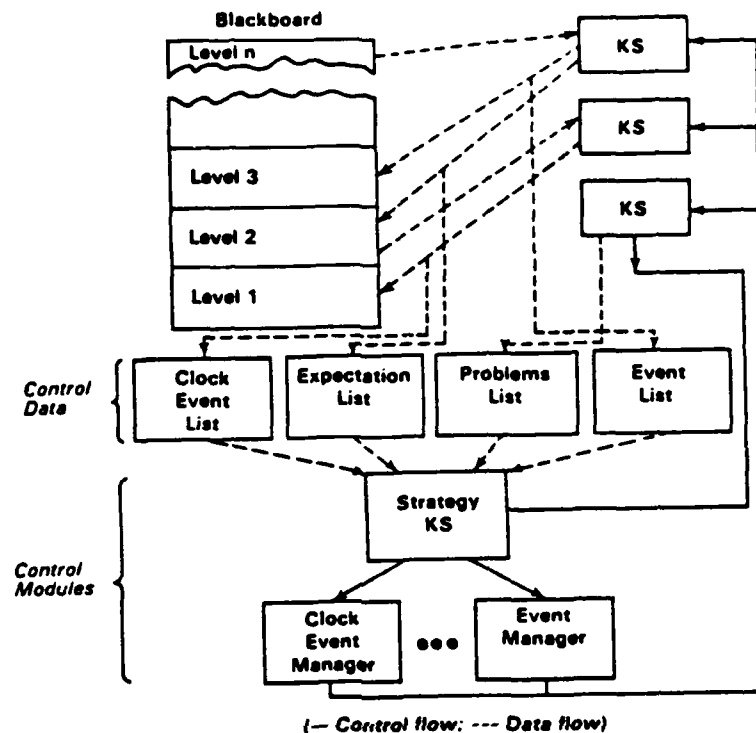 Blackboard
Level n
KS
KS
Level 3
KS
Level 2
Level 1
Control
Data
Clock
Event
List
Expectation
List
Problems
List
Event
List
Strategy
KS
Control
Modules
Clock
Event
Manager
•••
Event
Manager
(— Control flow; --- Data flow)